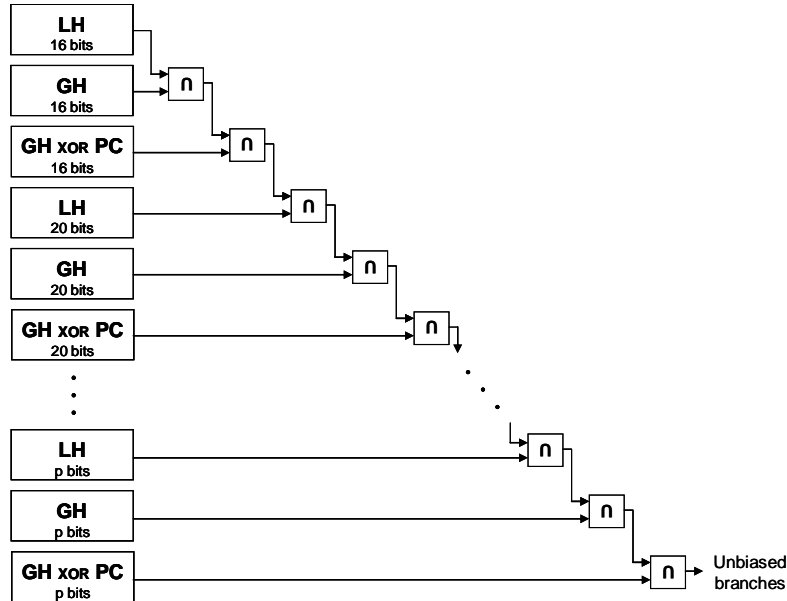 LH
16 bits
∩
GH
16 bits
∩
GH XOR PC
16 bits
∩
LH
20 bits
∩
GH
20 bits
∩
GH XOR PC
20 bits
∩
LH
p bits
∩
GH
p bits
∩
GH XOR PC
p bits
Unbiased
branches